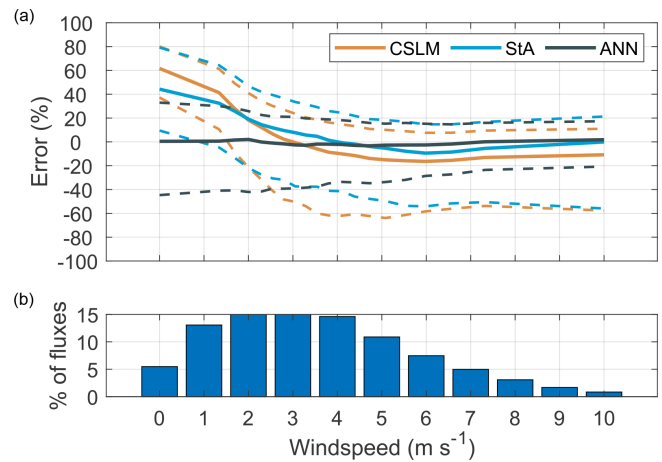 (a)
100
80
60
40
20
0
-20
-40
-60
-80
-100
Error (%)
CSLM StA ANN
(b)
15
10
5
0
% of fluxes
0 1 2 3 4 5 6 7 8 9 10
Windspeed (m s-1)